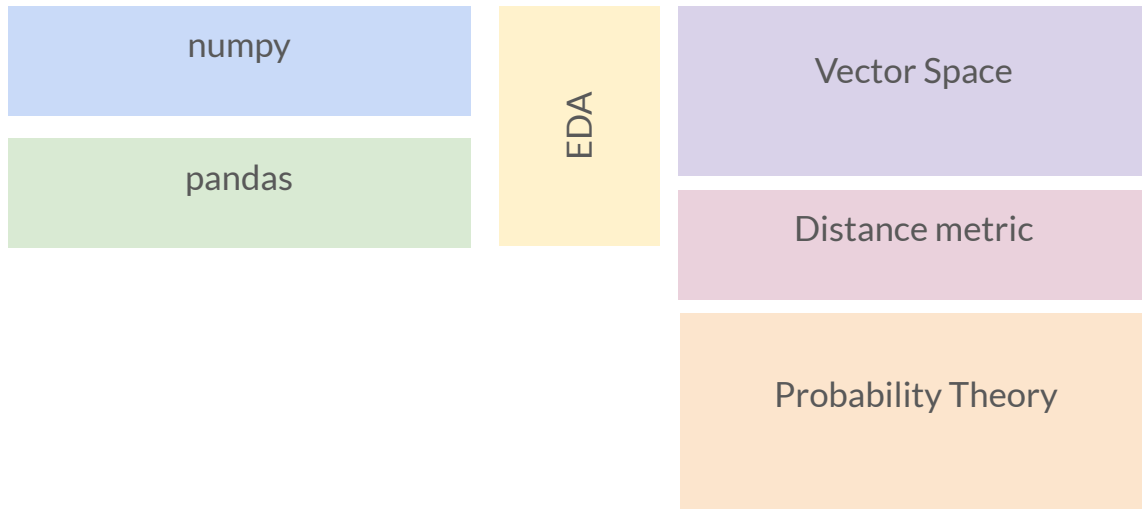 numpy
pandas
EDA
Vector Space
Distance metric
Probability Theory